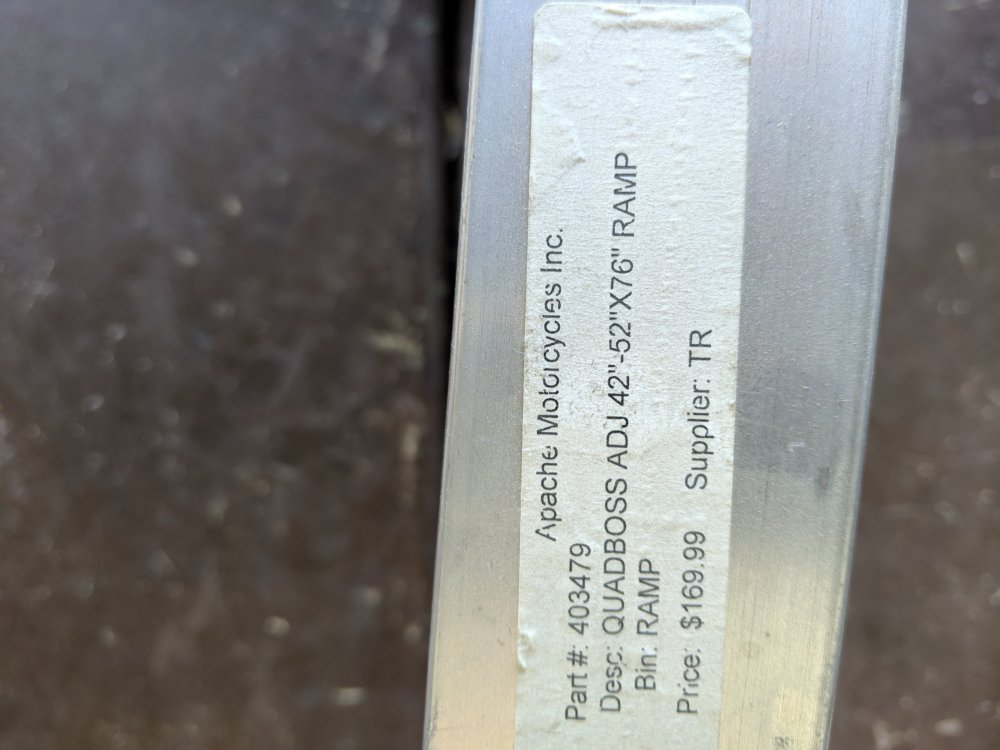 Apache Motorcycles Inc.
Part #: 403479
Desc: QUADBOSS ADJ 42"-52"X76" RAMP
Bin: RAMP
Price: $169.99 Supplier: TR